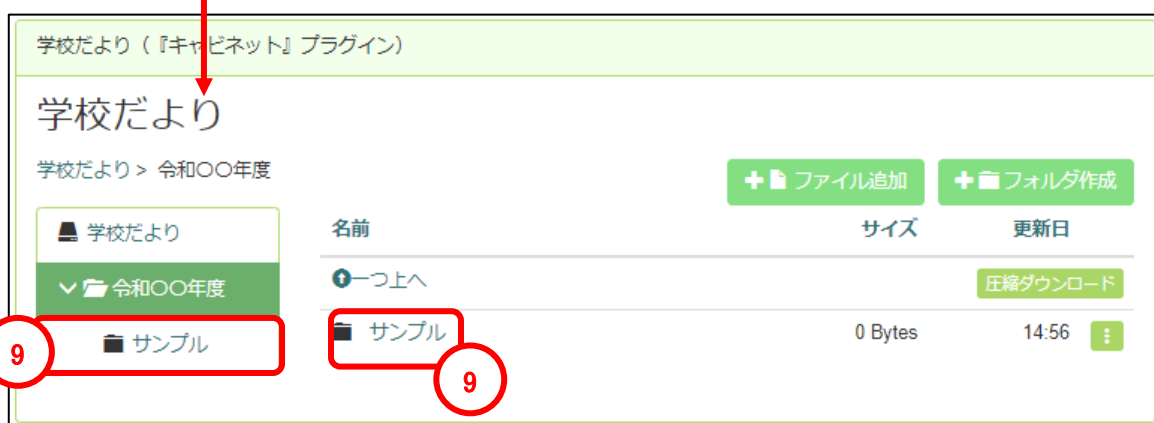 学校だより（『キャビネット』プラグイン）
学校だより
学校だより > 令和〇〇年度
ファイル追加
フォルダ作成
学校だより
令和〇〇年度
サンプル
9
名前 サイズ 更新日
一つ上へ 圧縮ダウンロード
サンプル 0 Bytes 14:56
9